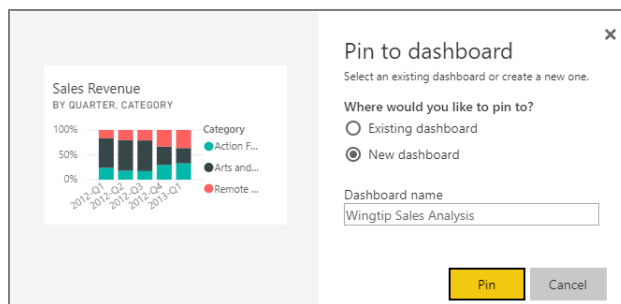 Pin to dashboard
Select an existing dashboard or create a new one.
Where would you like to pin to?
Existing dashboard
New dashboard
Dashboard name
Wingtip Sales Analysis
Pin Cancel
Sales Revenue
BY QUARTER, CATEGORY
100%
50%
0%
2012-Q1
2012-Q2
2012-Q3
2012-Q4
2013-Q1
Category
Action F...
Arts and...
Remote ...